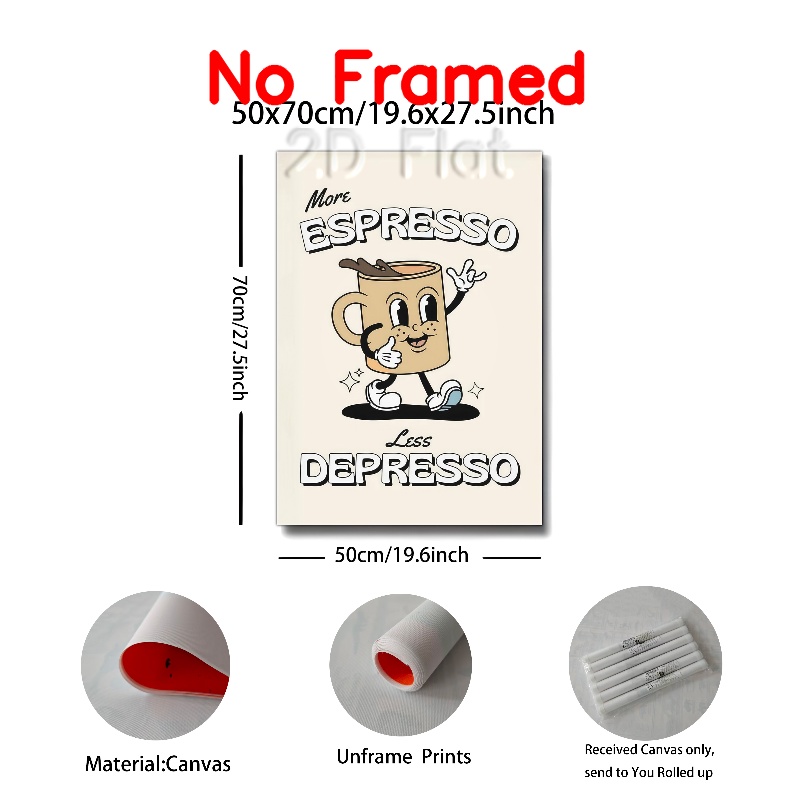 No Framed
50x70cm/19.6x27.5inch
2D Flat
More
ESPRESSO
70cm/27.5inch
Less
DEPRESSO
50cm/19.6inch
Material:Canvas
Unframe Prints
Received Canvas only,
send to You Rolled up